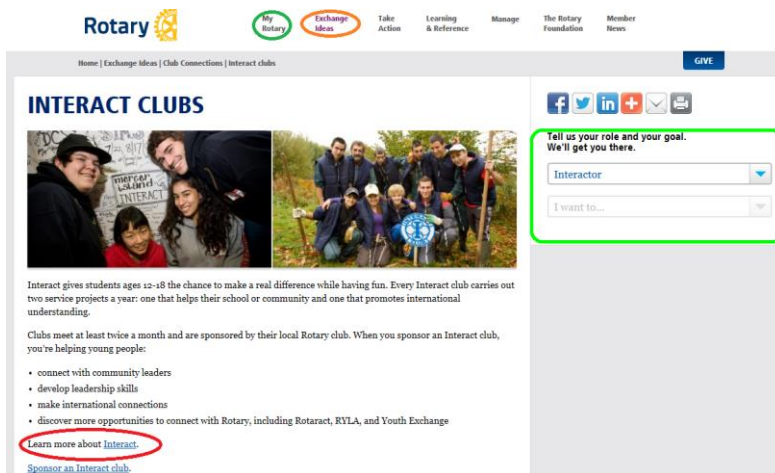 Rotary
My Rotary
Exchange Ideas
Take Action
Learning & Reference
Manage
The Rotary Foundation
Member News
Home | Exchange Ideas | Club Connections | Interact clubs
GIVE
INTERACT CLUBS
mercer
island
INTERACT
Tell us your role and your goal.
We'll get you there.
Interactor
I want to...
Interact gives students ages 12-18 the chance to make a real difference while having fun. Every Interact club carries out
two service projects a year: one that helps their school or community and one that promotes international
understanding.
Clubs meet at least twice a month and are sponsored by their local Rotary club. When you sponsor an Interact club,
you're helping young people:
• connect with community leaders
• develop leadership skills
• make international connections
• discover more opportunities to connect with Rotary, including Rotaract, RYLA, and Youth Exchange
Learn more about Interact.
Sponsor an Interact club.